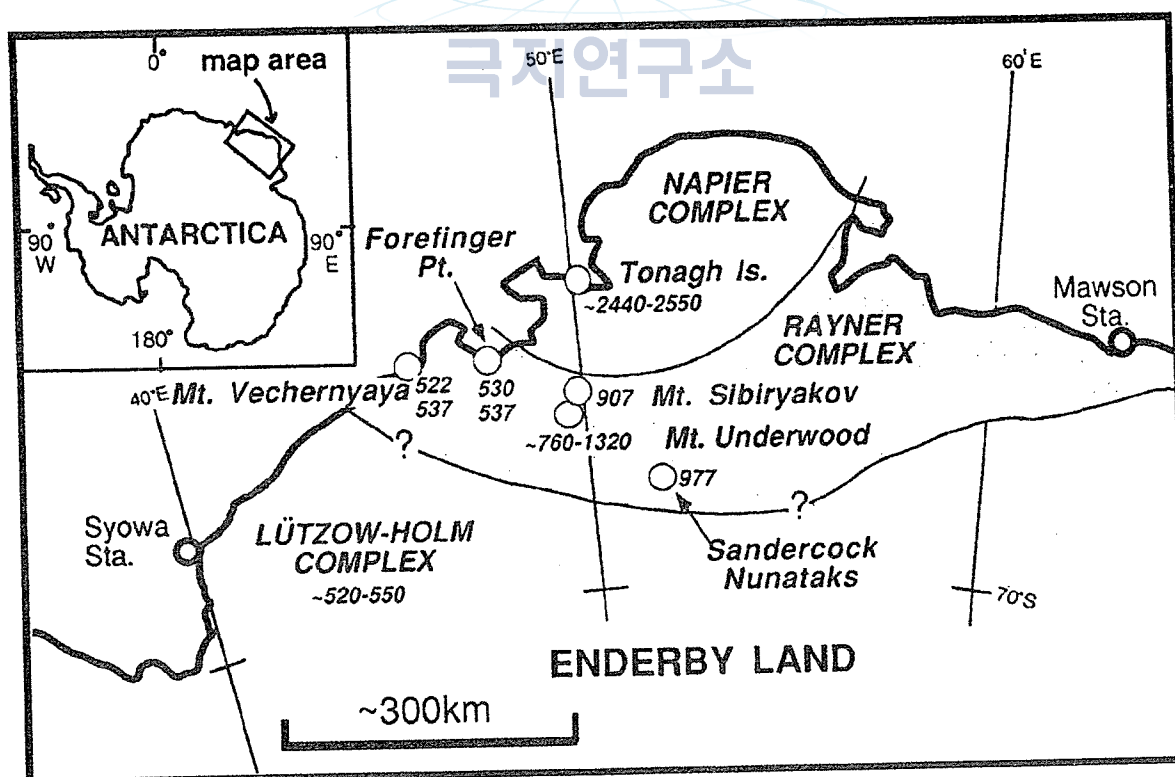 극지연구소
0°
map area
ANTARCTICA
90°
W
90°
E
180°
50°E
60°E
NAPIER
COMPLEX
Forefinger
Pt.
Tonagh Is.
~2440-2550
Mawson
Sta.
RAYNER
COMPLEX
40°E
Mt. Vechernyaya
522
537
530
537
907
Mt. Sibiryakov
~760-1320
Mt. Underwood
?
977
?
Syowa
Sta.
LÜTZOW-HOLM
COMPLEX
~520-550
Sandercock
Nunataks
70°S
ENDERBY LAND
~300km